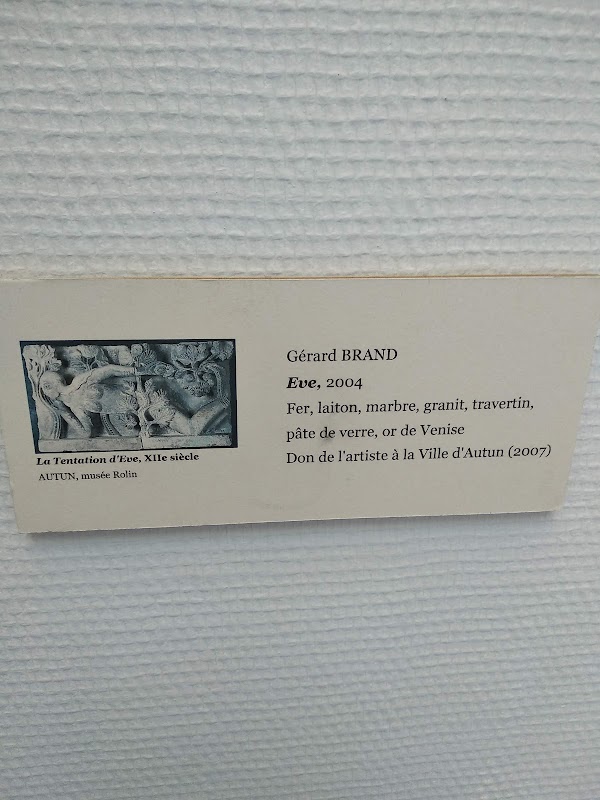 La Tentation d'Eve, XIIe siècle
AUTUN, musée Rolin
Gérard BRAND
Eve, 2004
Fer, laiton, marbre, granit, travertin,
pâte de verre, or de Venise
Don de l'artiste à la Ville d'Autun (2007)